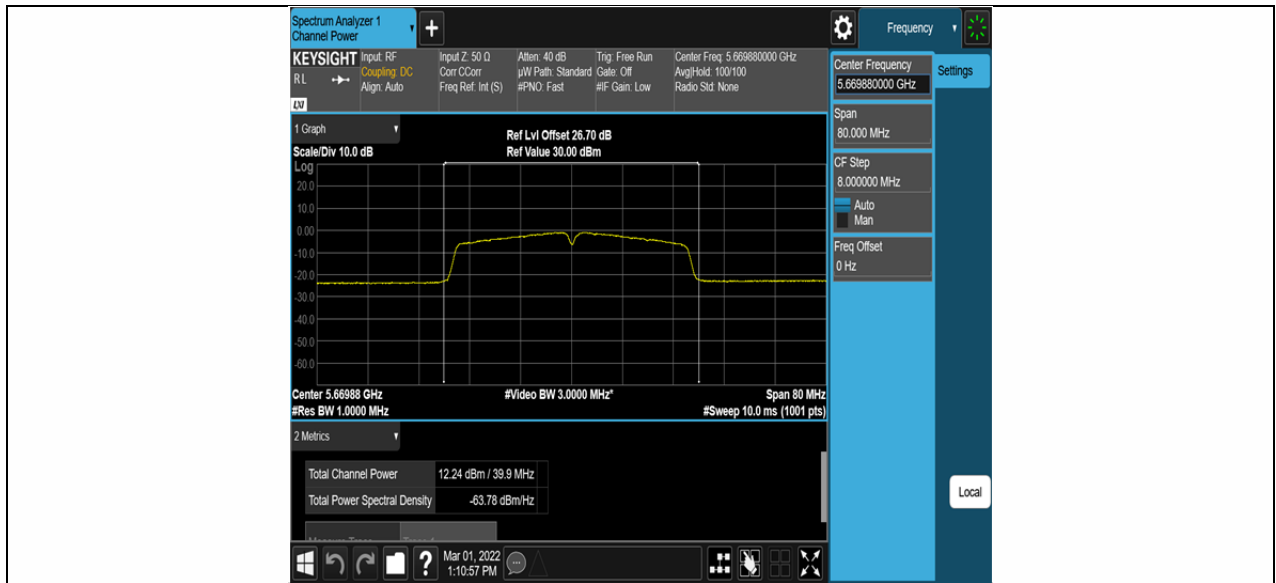 Spectrum Analyzer 1
Channel Power
+
Frequency
KEYSIGHT
RL
LXI
Input: RF
Coupling: DC
Align: Auto
Input Z: 50 Ω
Corr CCorr
Freq Ref: Int (S)
Atten: 40 dB
µW Path: Standard
#PNO: Fast
Trig: Free Run
Gate: Off
#IF Gain: Low
Center Freq: 5.669880000 GHz
Avg|Hold: 100/100
Radio Std: None
Center Frequency
5.669880000 GHz
Settings
Span
80.000 MHz
CF Step
8.000000 MHz
Auto
Man
Freq Offset
0 Hz
Local
1 Graph
Scale/Div 10.0 dB
Ref Lvl Offset 26.70 dB
Ref Value 30.00 dBm
Log
20.0
10.0
0.00
-10.0
-20.0
-30.0
-40.0
-50.0
-60.0
Center 5.66988 GHz
#Video BW 3.0000 MHz*
Span 80 MHz
#Res BW 1.0000 MHz
#Sweep 10.0 ms (1001 pts)
2 Metrics
Total Channel Power 12.24 dBm / 39.9 MHz
Total Power Spectral Density -63.78 dBm/Hz
?
Mar 01, 2022
1:10:57 PM